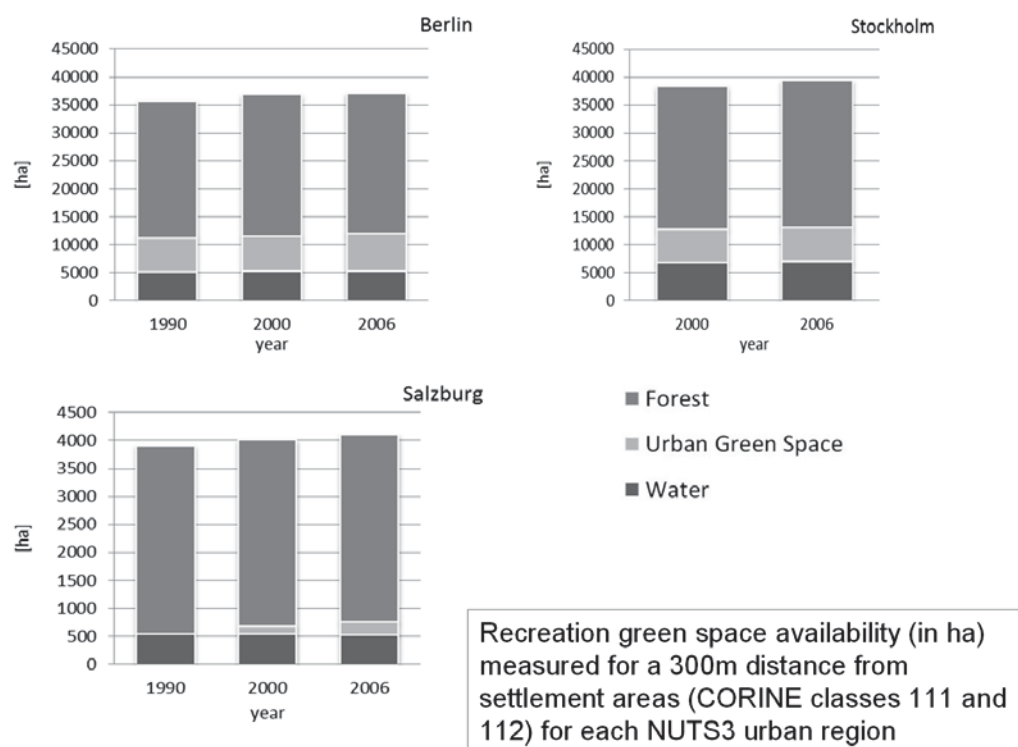 Berlin
45000
40000
35000
30000
25000
20000
15000
10000
5000
0
[ha]
1990 2000 2006
year
Stockholm
45000
40000
35000
30000
25000
20000
15000
10000
5000
0
[ha]
2000 2006
year
Salzburg
4500
4000
3500
3000
2500
2000
1500
1000
500
0
[ha]
1990 2000 2006
year
Forest
Urban Green Space
Water
Recreation green space availability (in ha)
measured for a 300m distance from
settlement areas (CORINE classes 111 and
112) for each NUTS3 urban region